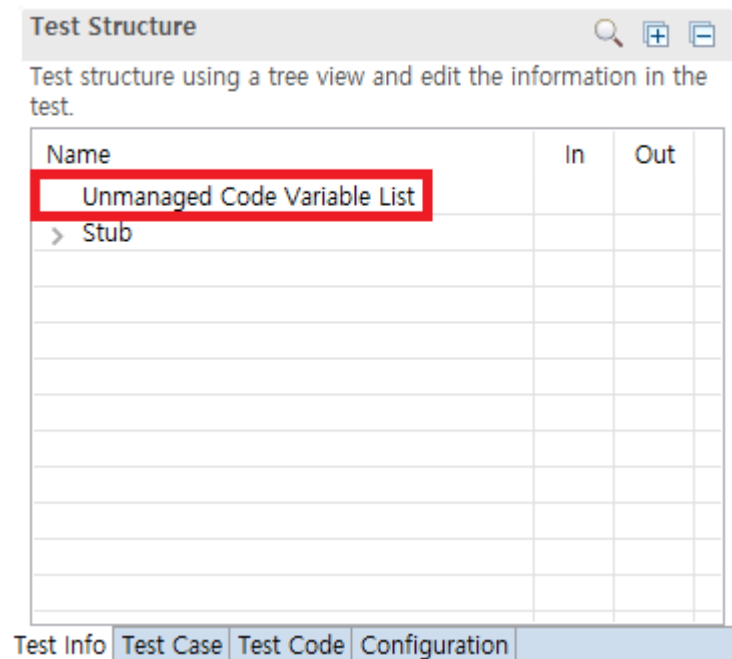 Test Structure
Test structure using a tree view and edit the information in the
test.
Name In Out
Unmanaged Code Variable List
Stub
Test Info Test Case Test Code Configuration